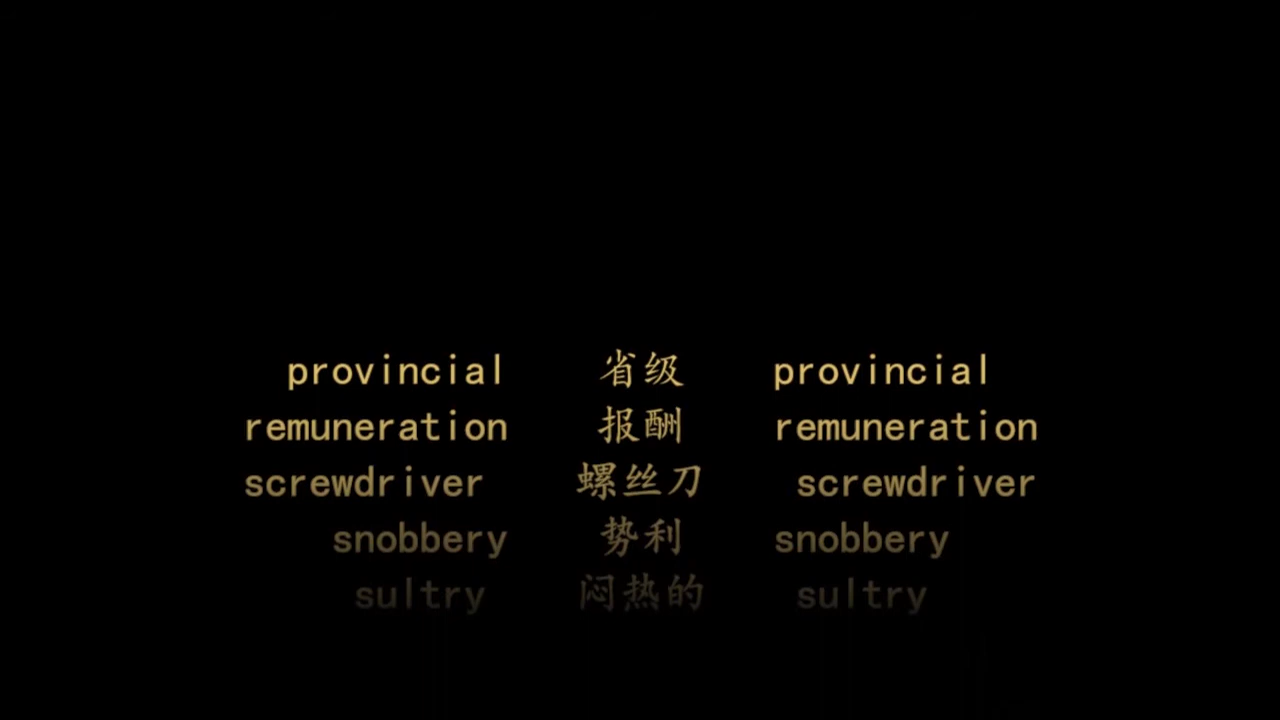 provincial 省级 provincial
remuneration 报酬 remuneration
screwdriver 螺丝刀 screwdriver
snobbery 势利 snobbery
sultry 闷热的 sultry